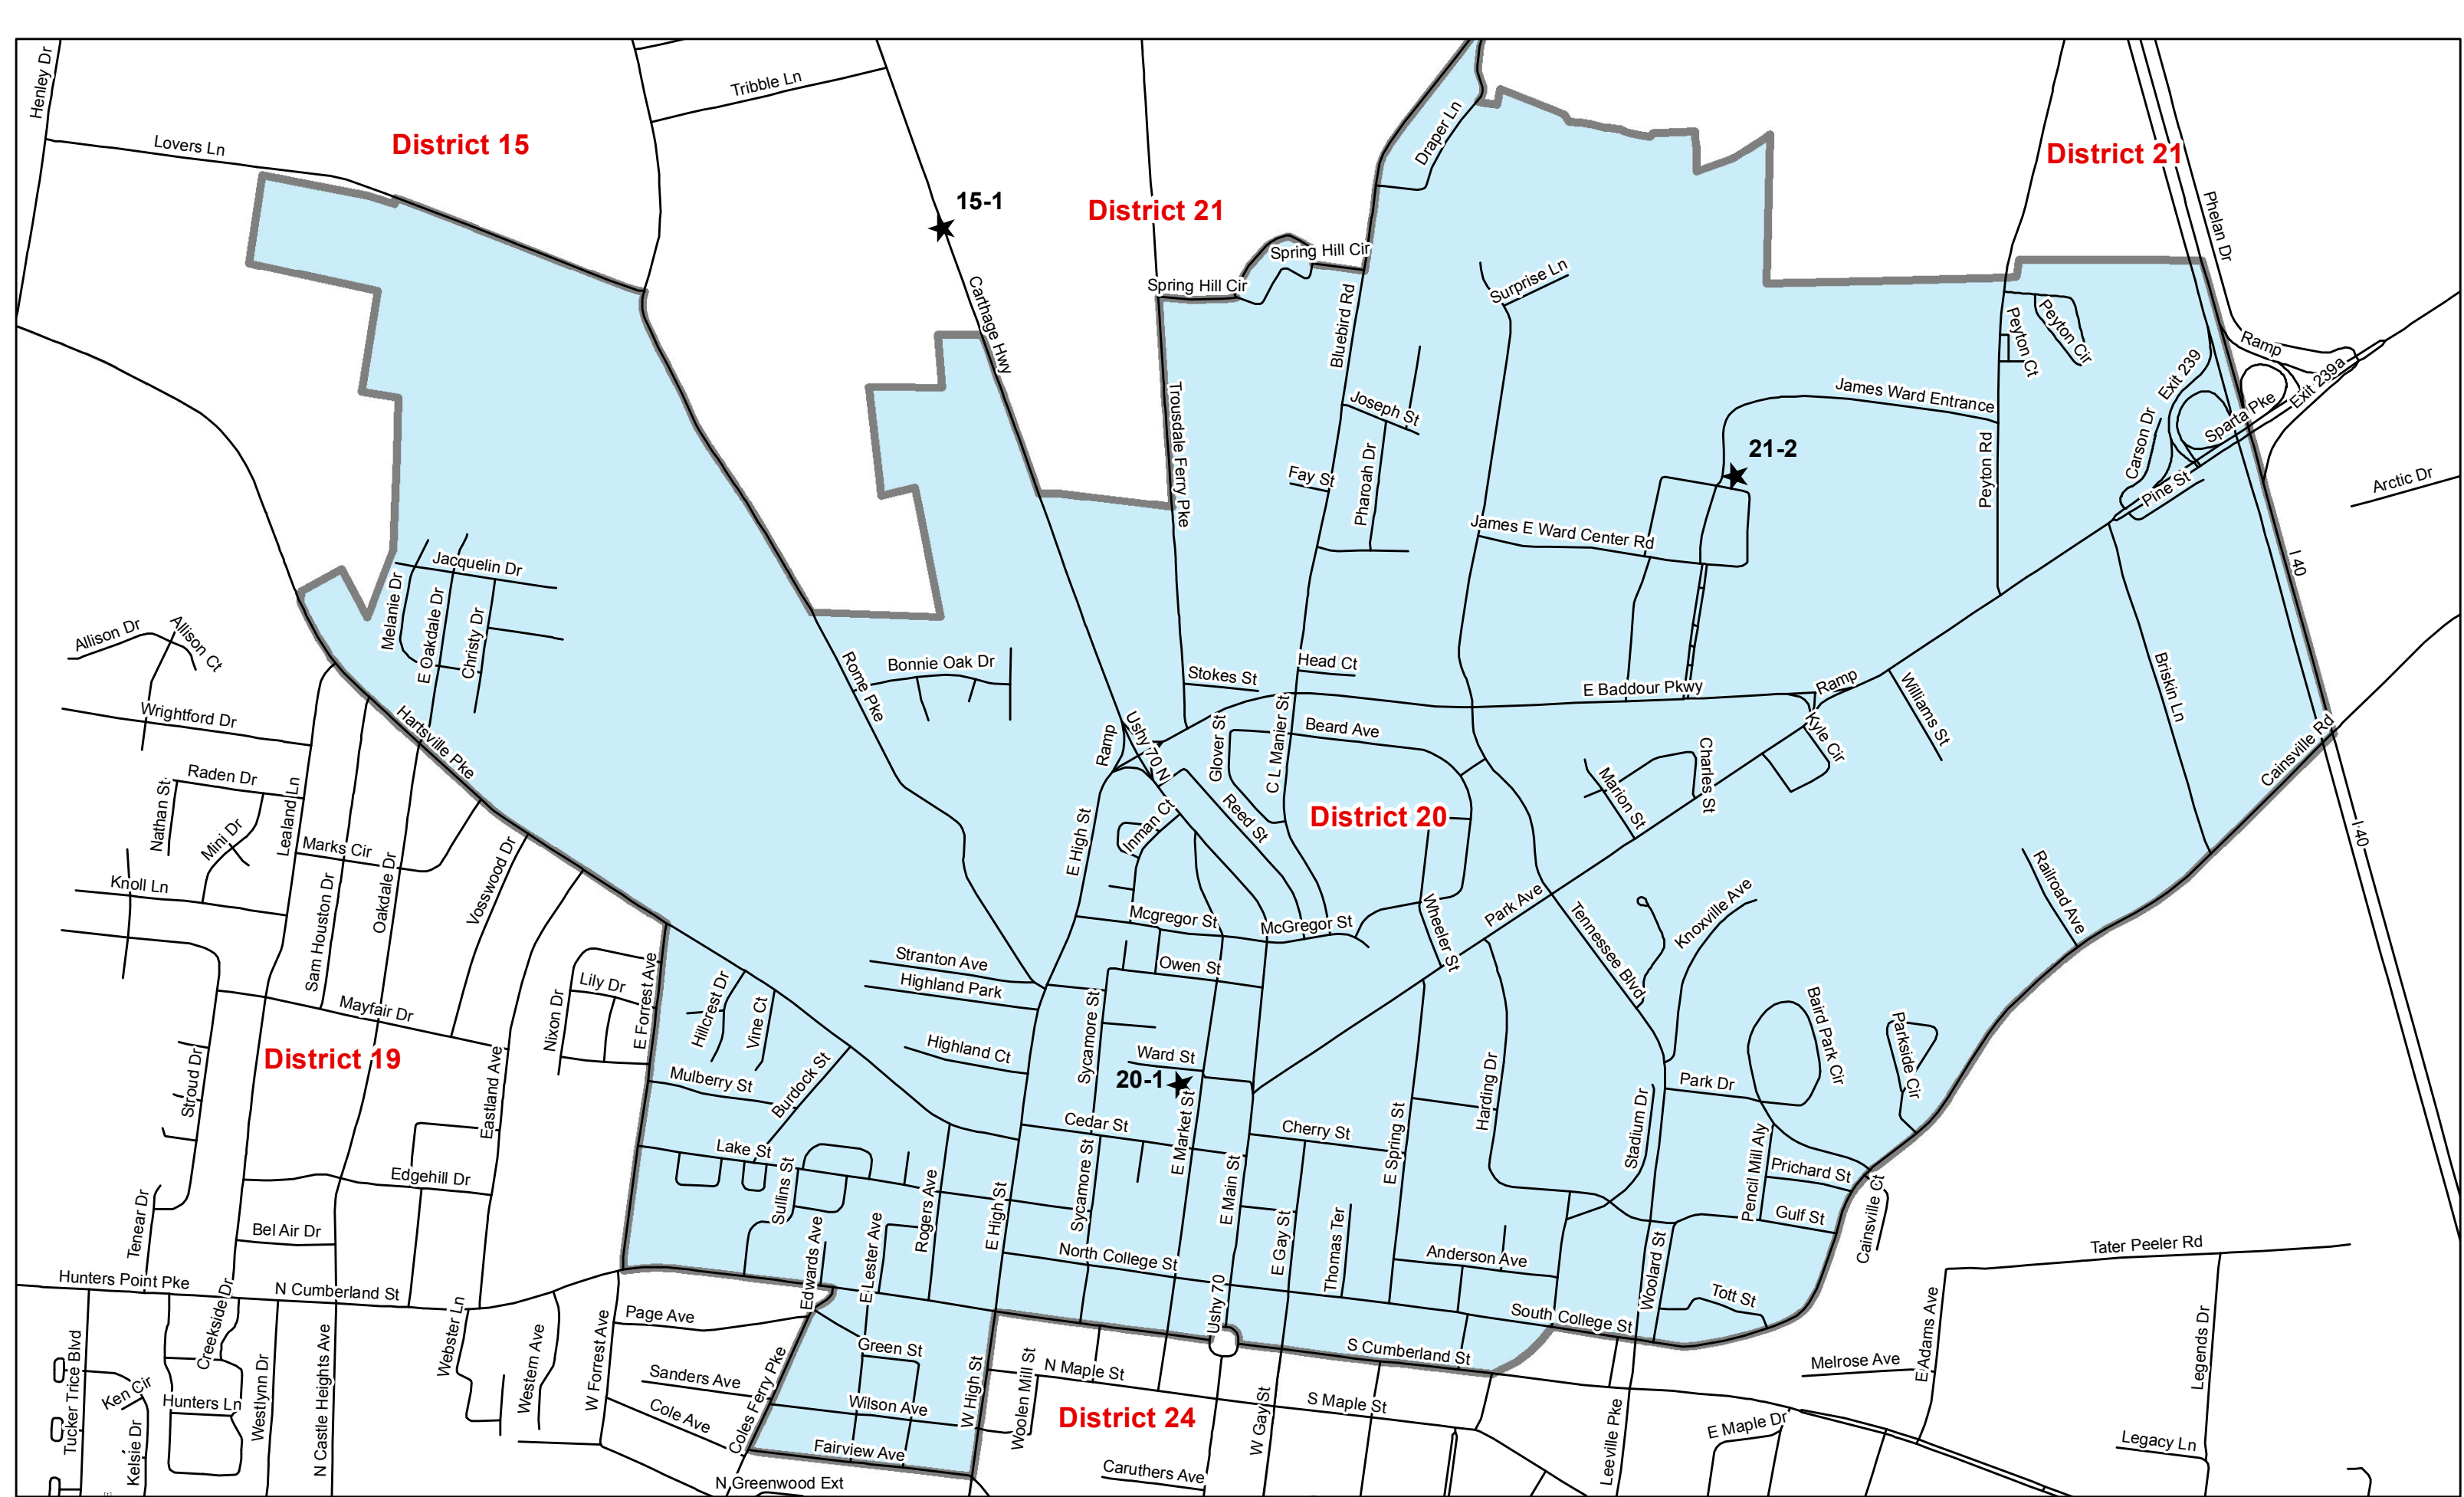 Henley Dr
Tribble Ln
Lovers Ln
District 15
Draper Ln
District 21
15-1
District 21
Phelan Dr
Spring Hill Cir
Spring Hill Cir
Surprise Ln
Carthage Hwy
Bluebird Rd
Peyton Ct
Peyton Cir
Ramp
Exit 239
Exit 239a
Sparta Pke
James Ward Entrance
Joseph St
Trousdale Ferry Pke
Carson Dr
21-2
Pharoah Dr
Fay St
Peyton Rd
Pine St
Arctic Dr
James E Ward Center Rd
I 40
Jacquelin Dr
Melanie Dr
E Oakdale Dr
Christy Dr
Allison Dr
Allison Ct
Rome Pke
Bonnie Oak Dr
Stokes St
Head Ct
E Baddour Pkwy
Ramp
Williams St
Briskin Ln
Wrightford Dr
Hartsville Pke
Ramp
Ushy 70 N
Glover St
C L Manier St
Beard Ave
Kyle Cir
Cainsville Rd
Charles St
Marion St
Raden Dr
Nathan St
Mini Dr
Lealand Ln
Marks Cir
E High St
Inman Ct
Reed St
District 20
I 40
Knoll Ln
Sam Houston Dr
Oakdale Dr
Vosswood Dr
Railroad Ave
Mcgregor St
McGregor St
Wheeler St
Park Ave
Tennessee Blvd
Knoxville Ave
Stranton Ave
Highland Park
Owen St
Lily Dr
Nixon Dr
E Forrest Ave
Mayfair Dr
Hillcrest Dr
Vine Ct
Sycamore St
Baird Park Cir
Parkside Cir
District 19
Stroud Dr
Eastland Ave
Highland Ct
Ward St
20-1
Mulberry St
Burdock St
Harding Dr
Park Dr
Stadium Dr
Cedar St
E Market St
Cherry St
E Spring St
Lake St
Sullins St
Edgehill Dr
Rogers Ave
E High St
Sycamore St
E Main St
Pencil Mill Aly
Prichard St
Gulf St
Cainsville Ct
Tenear Dr
Bel Air Dr
Edwards Ave
E Lester Ave
North College St
E Gay St
Thomas Ter
Anderson Ave
Woolard St
Tater Peeler Rd
Hunters Point Pke
N Cumberland St
Creekside Dr
Ushy 70
Tott St
South College St
Page Ave
Webster Ln
Western Ave
W Forrest Ave
Green St
N Maple St
S Cumberland St
Melrose Ave
E Adams Ave
Legends Dr
Tucker Trice Blvd
Ken Cir
Hunters Ln
Westlynn Dr
N Castle Heights Ave
Sanders Ave
Cole Ave
Coles Ferry Pke
Wilson Ave
W High St
Woolen Mill St
District 24
S Maple St
W Gay St
Kelsie Dr
Fairview Ave
N Greenwood Ext
Caruthers Ave
Leeville Pke
E Maple Dr
Legacy Ln